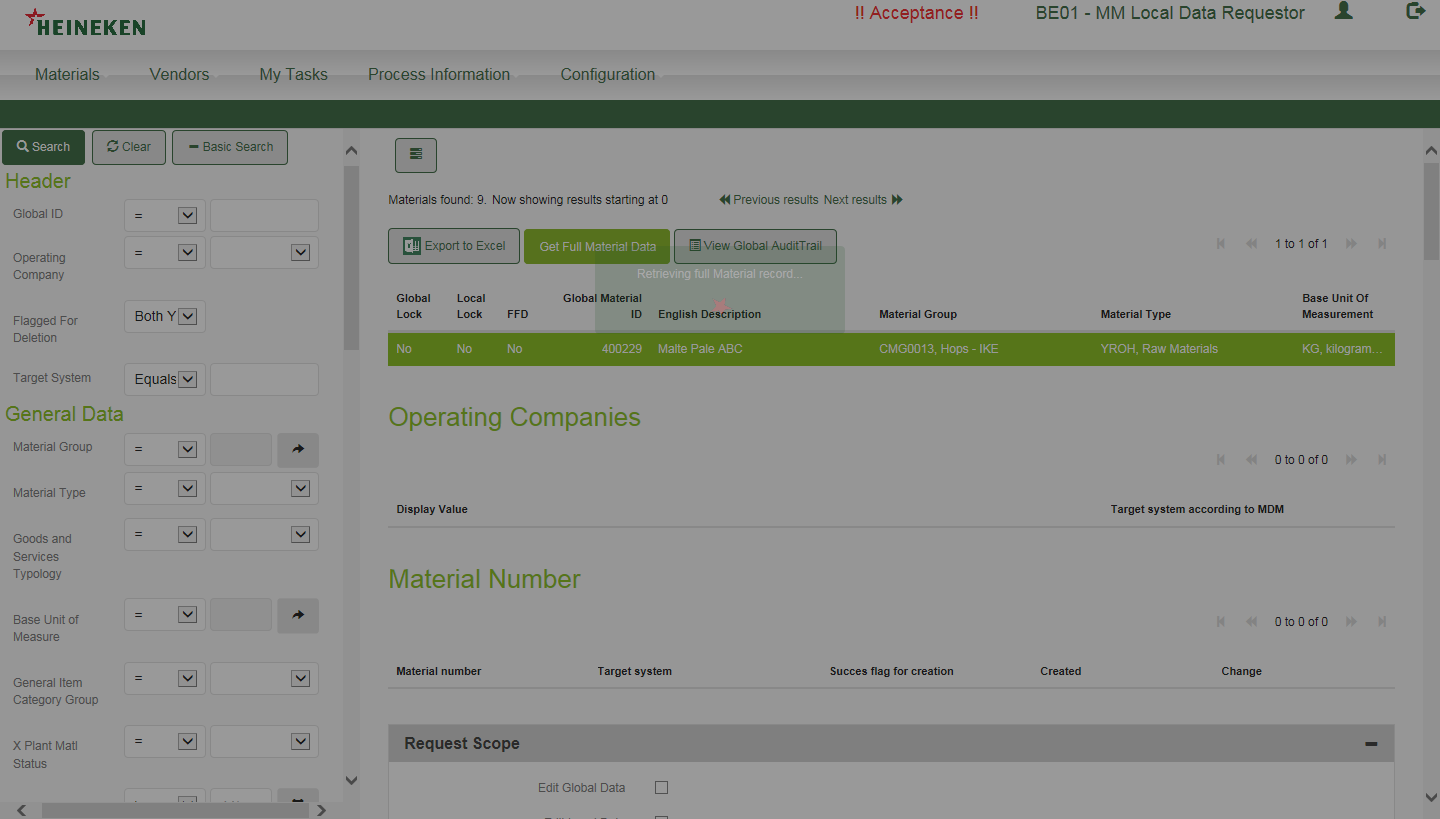 HEINEKEN
!! Acceptance !!
BE01 - MM Local Data Requestor
Materials
Vendors
My Tasks
Process Information
Configuration
Search
Clear
Basic Search
Header
Global ID
=
Operating
Company
=
Flagged For
Deletion
Both Y
Target System
Equals
General Data
Material Group
=
Material Type
=
Goods and
Services
Typology
=
Base Unit of
Measure
=
General Item
Category Group
=
X Plant Matl
Status
=
Materials found: 9. Now showing results starting at 0
Previous results Next results
Export to Excel
Get Full Material Data
View Global AuditTrail
1 to 1 of 1
Retrieving full Material record...
Global
Lock
Local
Lock
FFD
Global Material
ID
English Description
Material Group
Material Type
Base Unit Of
Measurement
No
No
No
400229
Malte Pale ABC
CMG0013, Hops - IKE
YROH, Raw Materials
KG, kilogram...
Operating Companies
0 to 0 of 0
Display Value
Target system according to MDM
Material Number
0 to 0 of 0
Material number
Target system
Succes flag for creation
Created
Change
Request Scope
Edit Global Data